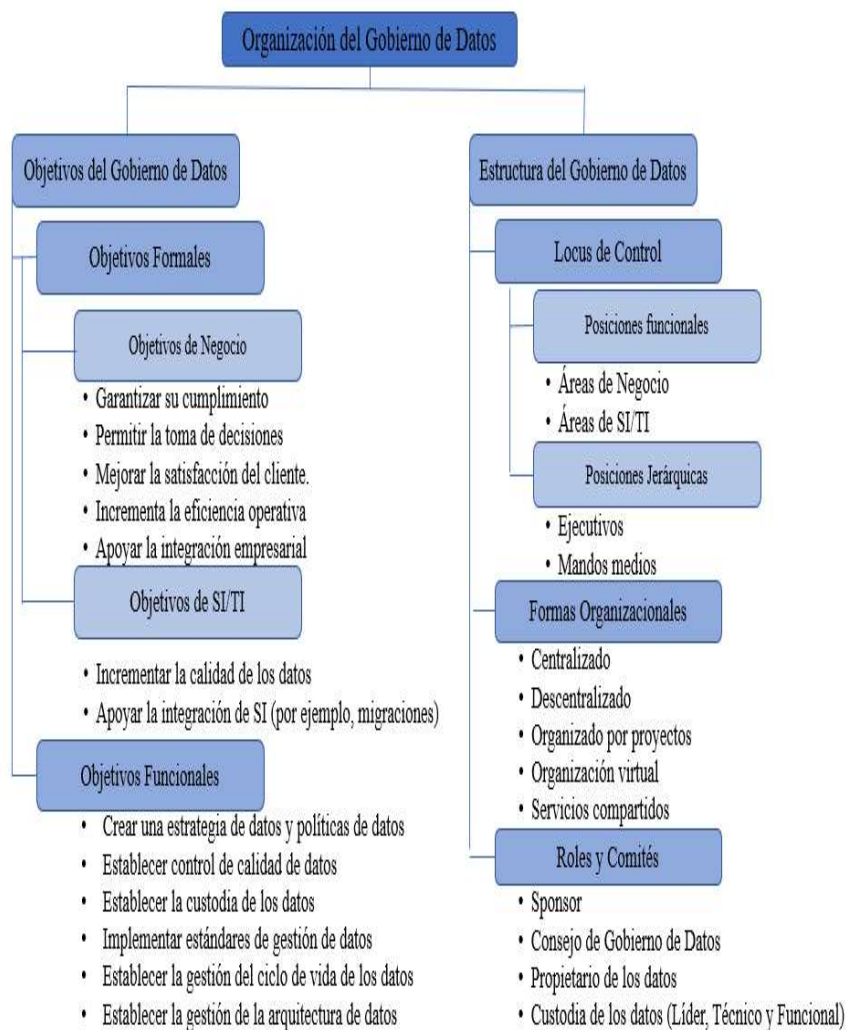 Organización del Gobierno de Datos
Objetivos del Gobierno de Datos
Objetivos Formales
Objetivos de Negocio
• Garantizar su cumplimiento
• Permitir la toma de decisiones
• Mejorar la satisfacción del cliente.
• Incrementa la eficiencia operativa
• Apoyar la integración empresarial
Objetivos de SI/TI
• Incrementar la calidad de los datos
• Apoyar la integración de SI (por ejemplo, migraciones)
Objetivos Funcionales
• Crear una estrategia de datos y políticas de datos
• Establecer control de calidad de datos
• Establecer la custodia de los datos
• Implementar estándares de gestión de datos
• Establecer la gestión del ciclo de vida de los datos
• Establecer la gestión de la arquitectura de datos
Estructura del Gobierno de Datos
Locus de Control
Posiciones funcionales
• Áreas de Negocio
• Áreas de SI/TI
Posiciones Jerárquicas
• Ejecutivos
• Mandos medios
Formas Organizacionales
• Centralizado
• Descentralizado
• Organizado por proyectos
• Organización virtual
• Servicios compartidos
Roles y Comités
• Sponsor
• Consejo de Gobierno de Datos
• Propietario de los datos
• Custodia de los datos (Líder, Técnico y Funcional)